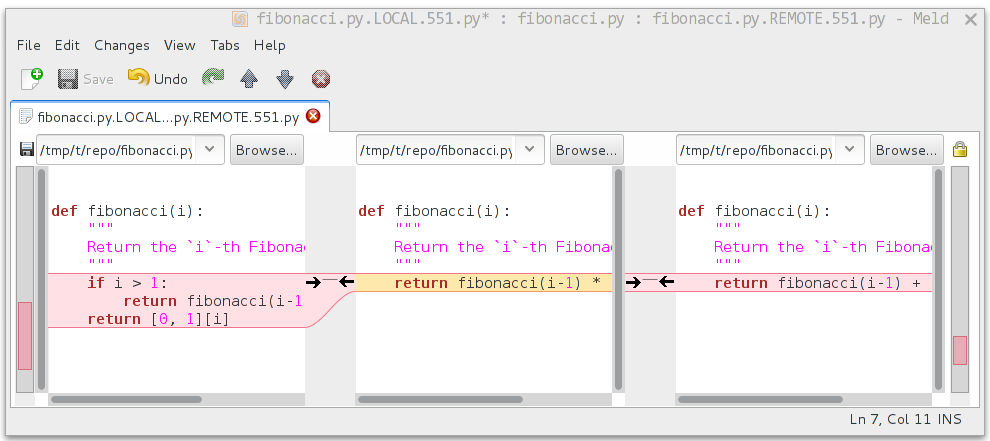 fibonacci.py.LOCAL.551.py* : fibonacci.py : fibonacci.py.REMOTE.551.py - Meld
File Edit Changes View Tabs Help
Save Undo
fibonacci.py.LOCAL...py.REMOTE.551.py
/tmp/t/repo/fibonacci.py Browse... /tmp/t/repo/fibonacci.py Browse... /tmp/t/repo/fibonacci.py Browse...
def fibonacci(i):
"""
Return the `i`-th Fibonac
"""
if i > 1:
return fibonacci(i-1
return [0, 1][i]
def fibonacci(i):
"""
Return the `i`-th Fibona
"""
return fibonacci(i-1) *
def fibonacci(i):
"""
Return the `i`-th Fibona
"""
return fibonacci(i-1) +
Ln 7, Col 11 INS